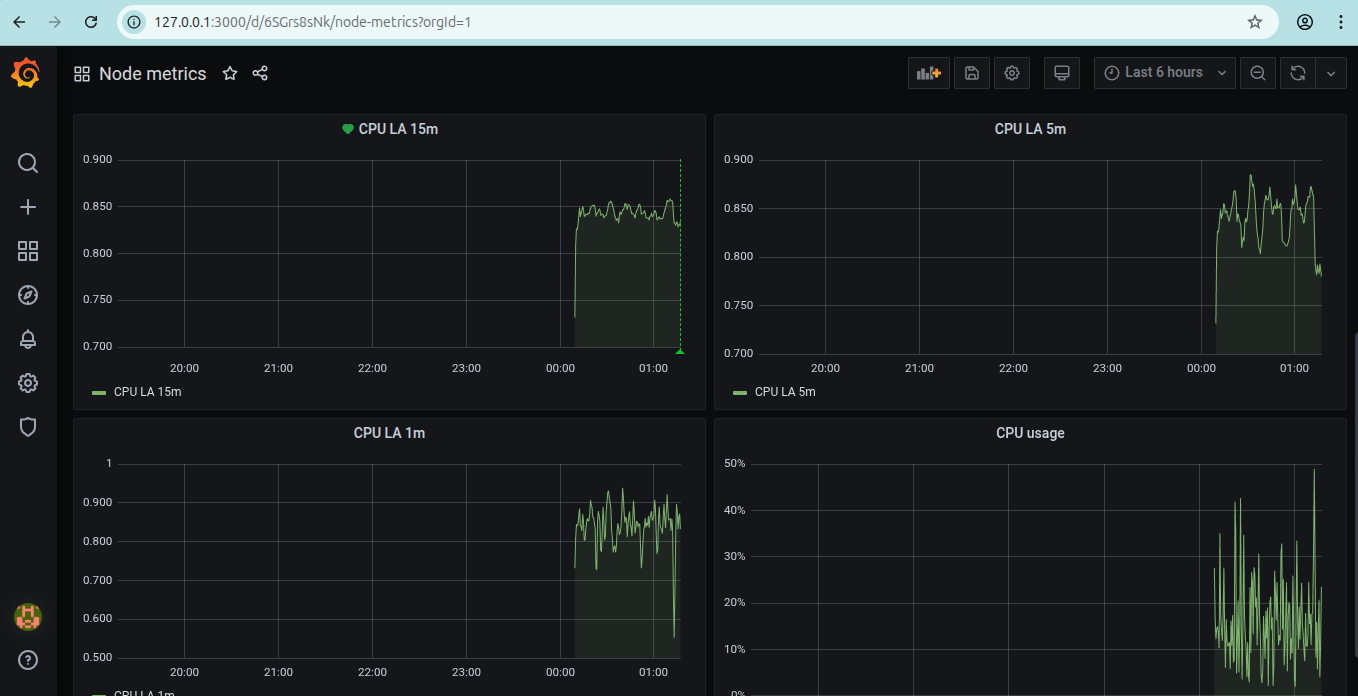 127.0.0.1:3000/d/6SGrs8sNk/node-metrics?orgId=1
Node metrics
Last 6 hours
CPU LA 15m
0.900
0.850
0.800
0.750
0.700
20:00 21:00 22:00 23:00 00:00 01:00
CPU LA 15m
CPU LA 5m
0.900
0.850
0.800
0.750
0.700
20:00 21:00 22:00 23:00 00:00 01:00
CPU LA 5m
CPU LA 1m
1
0.900
0.800
0.700
0.600
0.500
20:00 21:00 22:00 23:00 00:00 01:00
CPU LA 1m
CPU usage
50%
40%
30%
20%
10%
0%